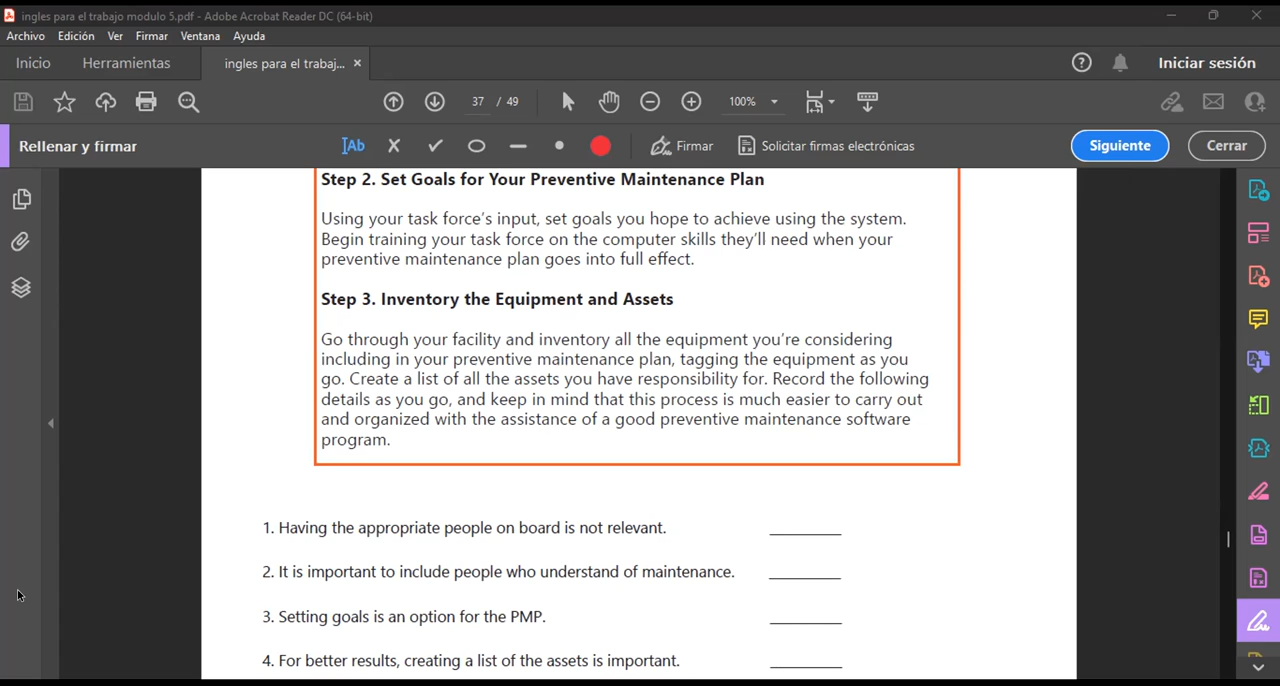 ingles para el trabajo modulo 5.pdf - Adobe Acrobat Reader DC (64-bit)
Archivo Edición Ver Firmar Ventana Ayuda
Inicio Herramientas ingles para el trabaj... × Iniciar sesión
37 / 49 100%
Rellenar y firmar Ab Firmar Solicitar firmas electrónicas Siguiente Cerrar
Step 2. Set Goals for Your Preventive Maintenance Plan
Using your task force's input, set goals you hope to achieve using the system.
Begin training your task force on the computer skills they'll need when your
preventive maintenance plan goes into full effect.
Step 3. Inventory the Equipment and Assets
Go through your facility and inventory all the equipment you're considering
including in your preventive maintenance plan, tagging the equipment as you
go. Create a list of all the assets you have responsibility for. Record the following
details as you go, and keep in mind that this process is much easier to carry out
and organized with the assistance of a good preventive maintenance software
program.
1. Having the appropriate people on board is not relevant. ________
2. It is important to include people who understand of maintenance. ________
3. Setting goals is an option for the PMP. ________
4. For better results, creating a list of the assets is important. ________